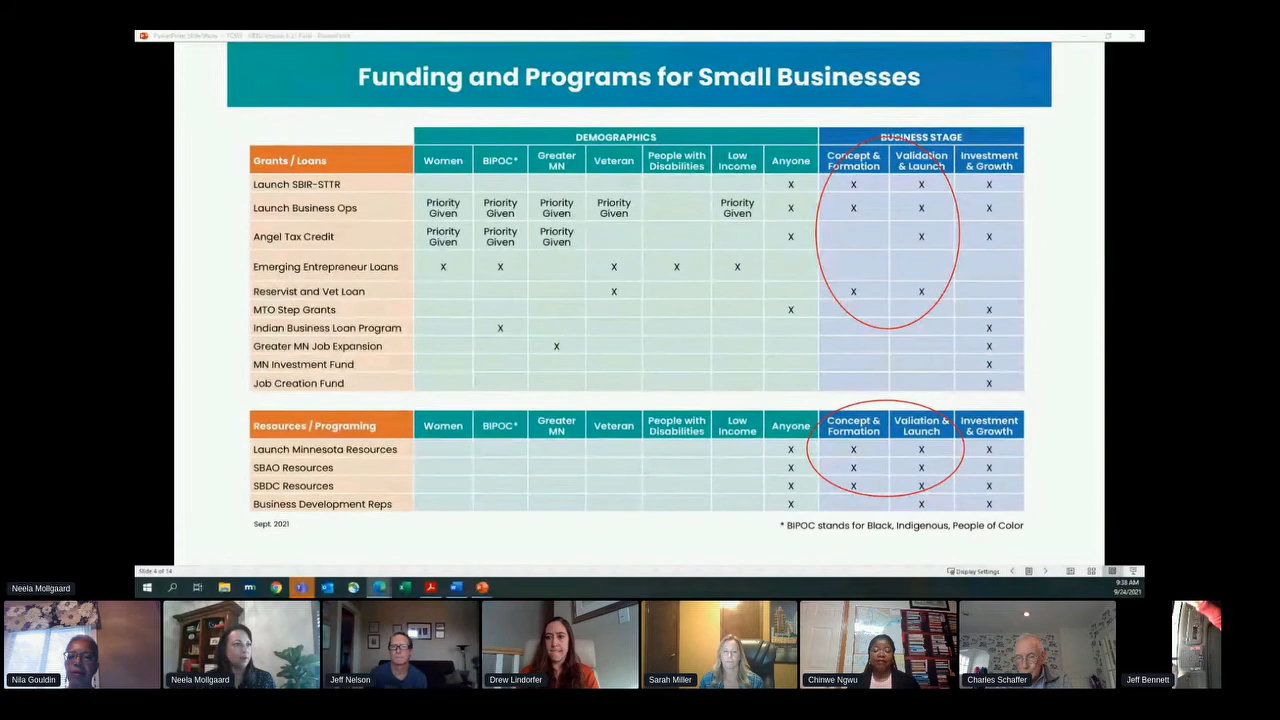 Funding and Programs for Small Businesses
DEMOGRAPHICS BUSINESS STAGE
Grants / Loans Women BIPOC* Greater MN Veteran People with Disabilities Low Income Anyone Concept & Formation Validation & Launch Investment & Growth
Launch SBIR-STTR X X X X
Launch Business Ops Priority Given Priority Given Priority Given Priority Given Priority Given X X X X
Angel Tax Credit Priority Given Priority Given Priority Given X X X
Emerging Entrepreneur Loans X X X X X
Reservist and Vet Loan X X X
MTO Step Grants X X
Indian Business Loan Program X X
Greater MN Job Expansion X X
MN Investment Fund X
Job Creation Fund X
Resources / Programing Women BIPOC* Greater MN Veteran People with Disabilities Low Income Anyone Concept & Formation Valiation & Launch Investment & Growth
Launch Minnesota Resources X X X X
SBAO Resources X X X X
SBDC Resources X X X X
Business Development Reps X X X
Sept. 2021 * BIPOC stands for Black, Indigenous, People of Color
Slide 4 of 14 Display Settings
9:38 AM
9/24/2021
Neela Mollgaard
Nila Gouldin Neela Mollgaard Jeff Nelson Drew Lindorfer Sarah Miller Chinwe Ngwu Charles Schaffer Jeff Bennett